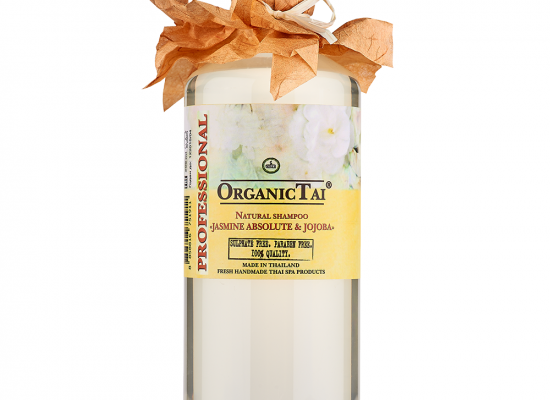 PROFESSIONAL
ORGANICTAI®
NATURAL SHAMPOO
«JASMINE ABSOLUTE & JOJOBA»
SULPHATE FREE. PARABEN FREE.
100% QUALITY.
MADE IN THAILAND
FRESH HANDMADE THAI SPA PRODUCTS